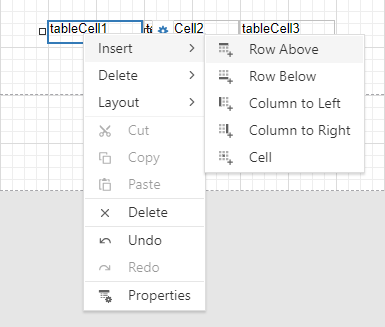 tableCell1 Cell2 tableCell3
Insert
Delete
Layout
Cut
Copy
Paste
Delete
Undo
Redo
Properties
Row Above
Row Below
Column to Left
Column to Right
Cell